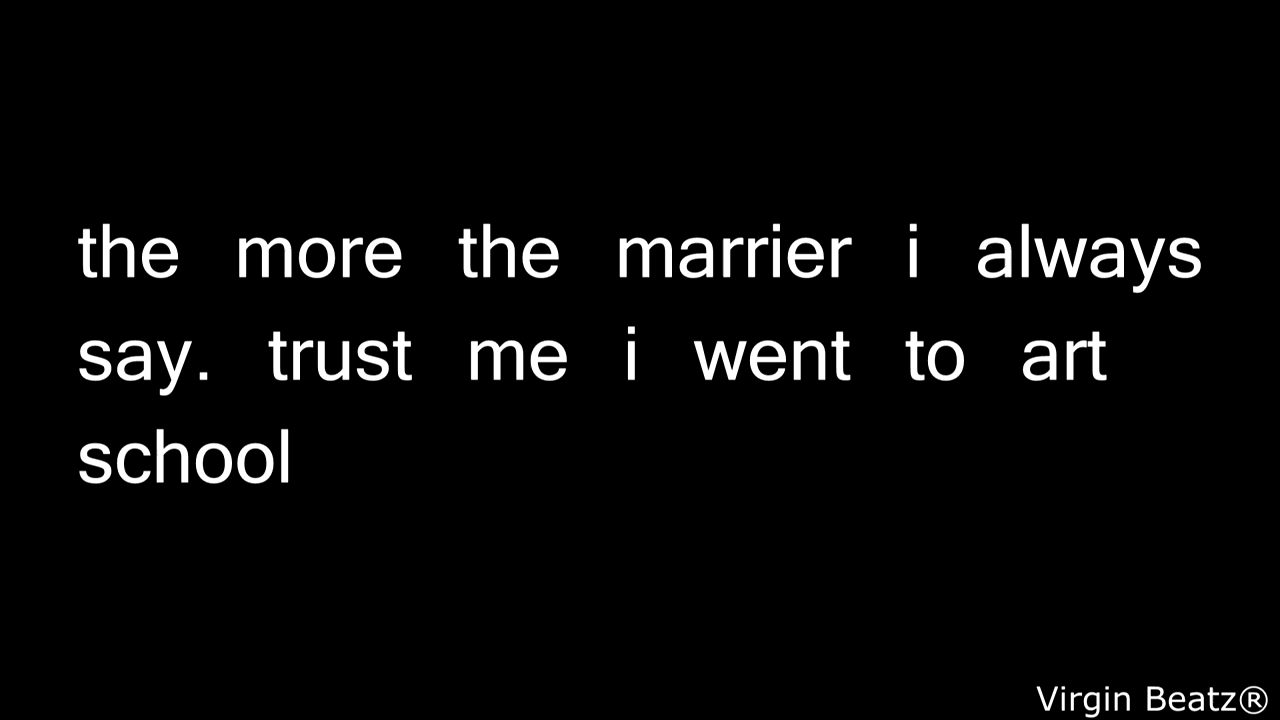 the more the marrier i always
say. trust me i went to art
school
Virgin Beatz®